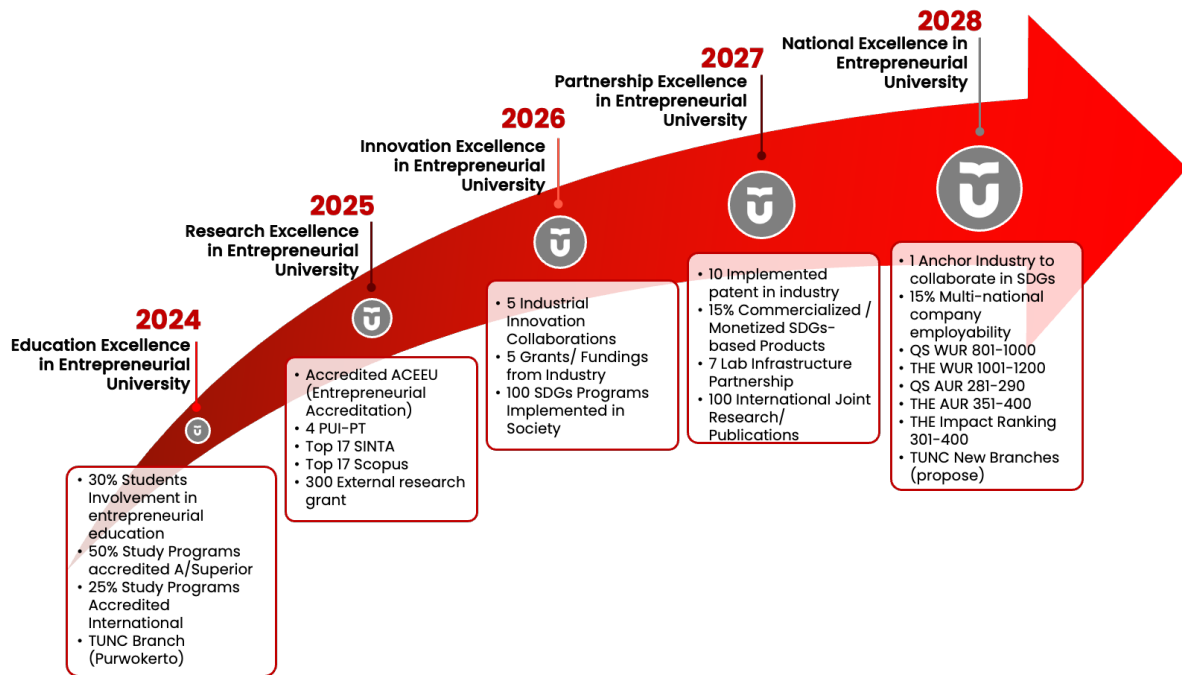 2024
Education Excellence
in Entrepreneurial
University
• 30% Students
Involvement in
entrepreneurial
education
• 50% Study Programs
accredited A/Superior
• 25% Study Programs
Accredited
International
• TUNC Branch
(Purwokerto)
2025
Research Excellence
in Entrepreneurial
University
• Accredited ACEEU
(Entrepreneurial
Accreditation)
• 4 PUI-PT
• Top 17 SINTA
• Top 17 Scopus
• 300 External research
grant
2026
Innovation Excellence
in Entrepreneurial
University
• 5 Industrial
Innovation
Collaborations
• 5 Grants/ Fundings
from Industry
• 100 SDGs Programs
Implemented in
Society
2027
Partnership Excellence
in Entrepreneurial
University
• 10 Implemented
patent in industry
• 15% Commercialized /
Monetized SDGs-
based Products
• 7 Lab Infrastructure
Partnership
• 100 International Joint
Research/
Publications
2028
National Excellence in
Entrepreneurial
University
• 1 Anchor Industry to
collaborate in SDGs
• 15% Multi-national
company
employability
• QS WUR 801-1000
• THE WUR 1001-1200
• QS AUR 281-290
• THE AUR 351-400
• THE Impact Ranking
301-400
• TUNC New Branches
(propose)